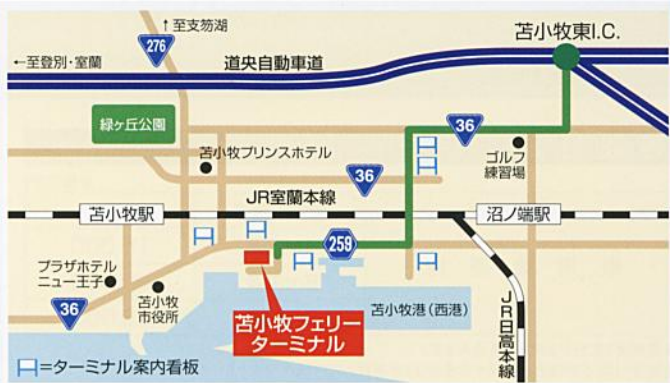 ↑至支笏湖
苫小牧東I.C.
276
←至登別・室蘭
道央自動車道
緑ヶ丘公園
36
苫小牧プリンスホテル
ゴルフ
練習場
36
JR室蘭本線
苫小牧駅
沼ノ端駅
259
プラザホテル
ニュー王子
苫小牧
市役所
36
苫小牧港(西港)
苫小牧フェリー
ターミナル
JR日高本線
=ターミナル案内看板